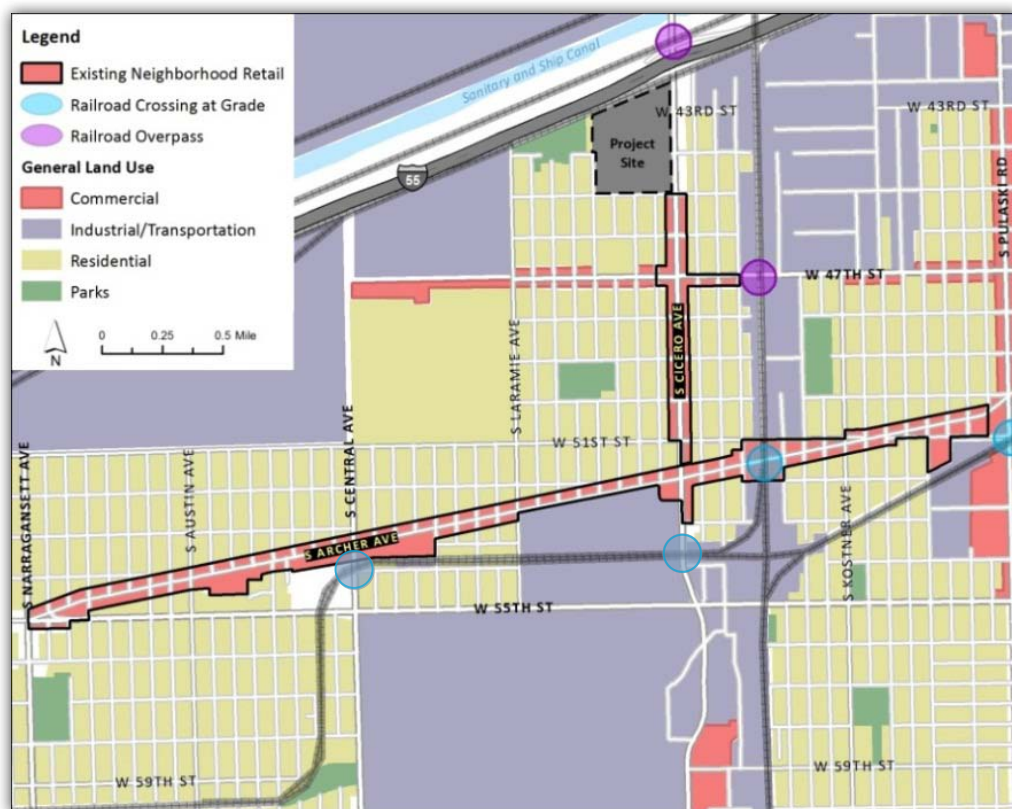 Legend
Existing Neighborhood Retail
Railroad Crossing at Grade
Railroad Overpass
General Land Use
Commercial
Industrial/Transportation
Residential
Parks
0 0.25 0.5 Mile
N
Sanitary and Ship Canal
55
W 43RD ST
W 43RD ST
Project
Site
S PULASKI RD
W 47TH ST
S CICERO AVE
S LARAMIE AVE
S CENTRAL AVE
W 51ST ST
S NARRAGANSETT AVE
S AUSTIN AVE
S ARCHER AVE
S KOSTNER AVE
W 55TH ST
W 59TH ST
W 59TH ST